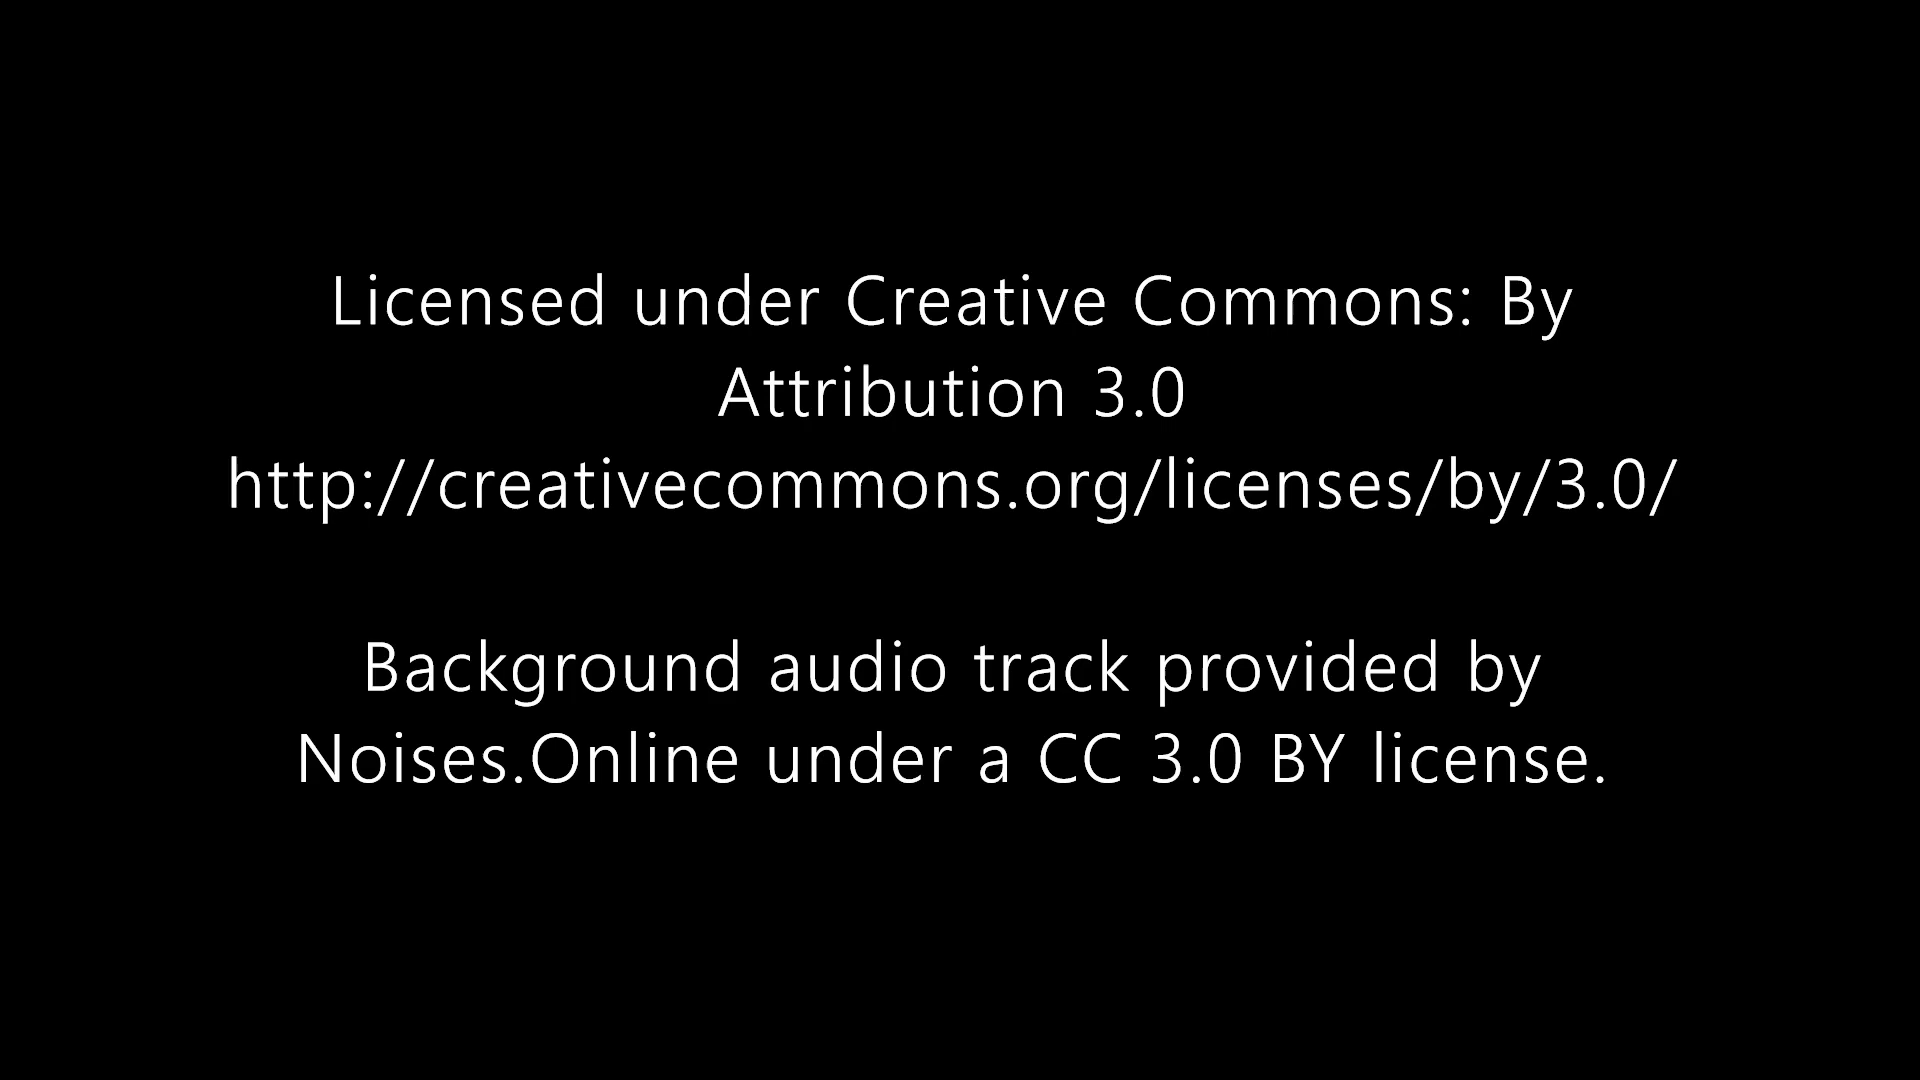 Licensed under Creative Commons: By
Attribution 3.0
http://creativecommons.org/licenses/by/3.0/
Background audio track provided by
Noises.Online under a CC 3.0 BY license.